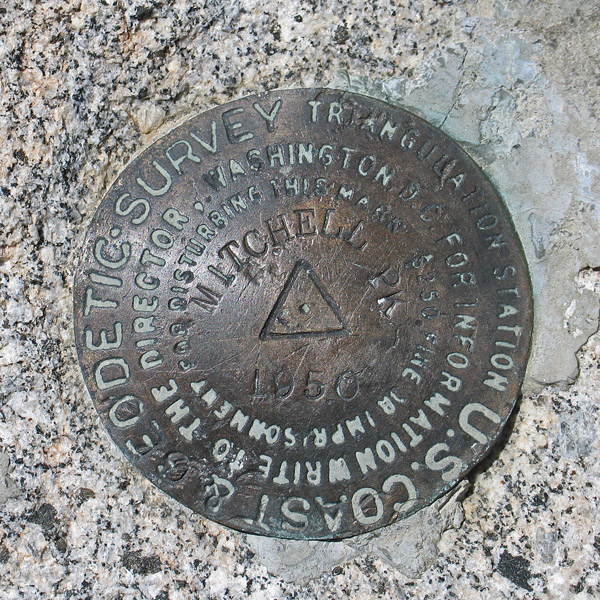 U.S. COAST & GEODETIC SURVEY
TRIANGULATION STATION
WRITE TO THE DIRECTOR, WASHINGTON, D.C. FOR INFORMATION
FOR DISTURBING THIS MARK $250. FINE OR IMPRISONMENT
MITCHELL PK
1950